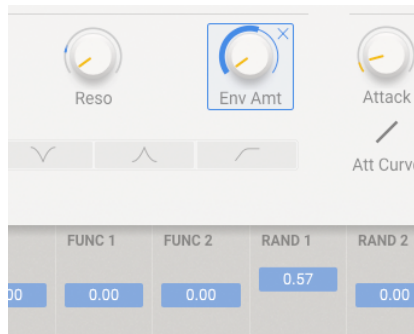 Reso Env Amt Attack
Att Curv
FUNC 1 FUNC 2 RAND 1 RAND 2
0.57
00 0.00 0.00 0.00